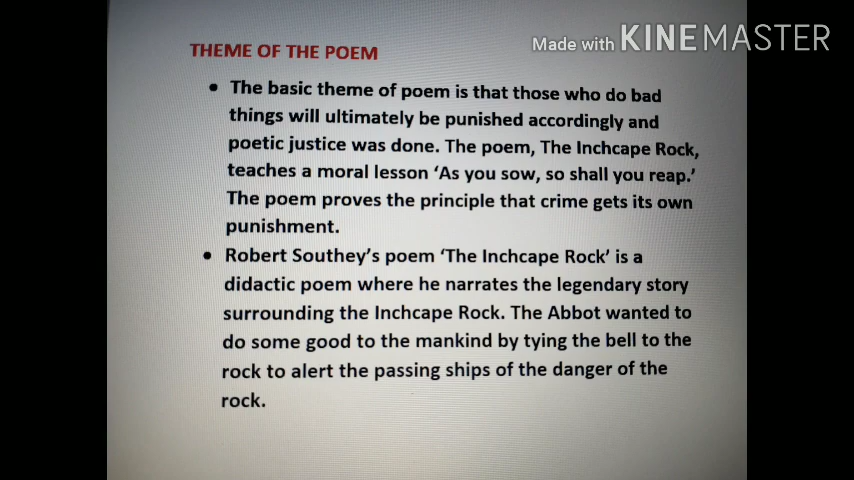 Made with KINEMASTER
THEME OF THE POEM
• The basic theme of poem is that those who do bad
things will ultimately be punished accordingly and
poetic justice was done. The poem, The Inchcape Rock,
teaches a moral lesson ‘As you sow, so shall you reap.’
The poem proves the principle that crime gets its own
punishment.
• Robert Southey’s poem ‘The Inchcape Rock’ is a
didactic poem where he narrates the legendary story
surrounding the Inchcape Rock. The Abbot wanted to
do some good to the mankind by tying the bell to the
rock to alert the passing ships of the danger of the
rock.